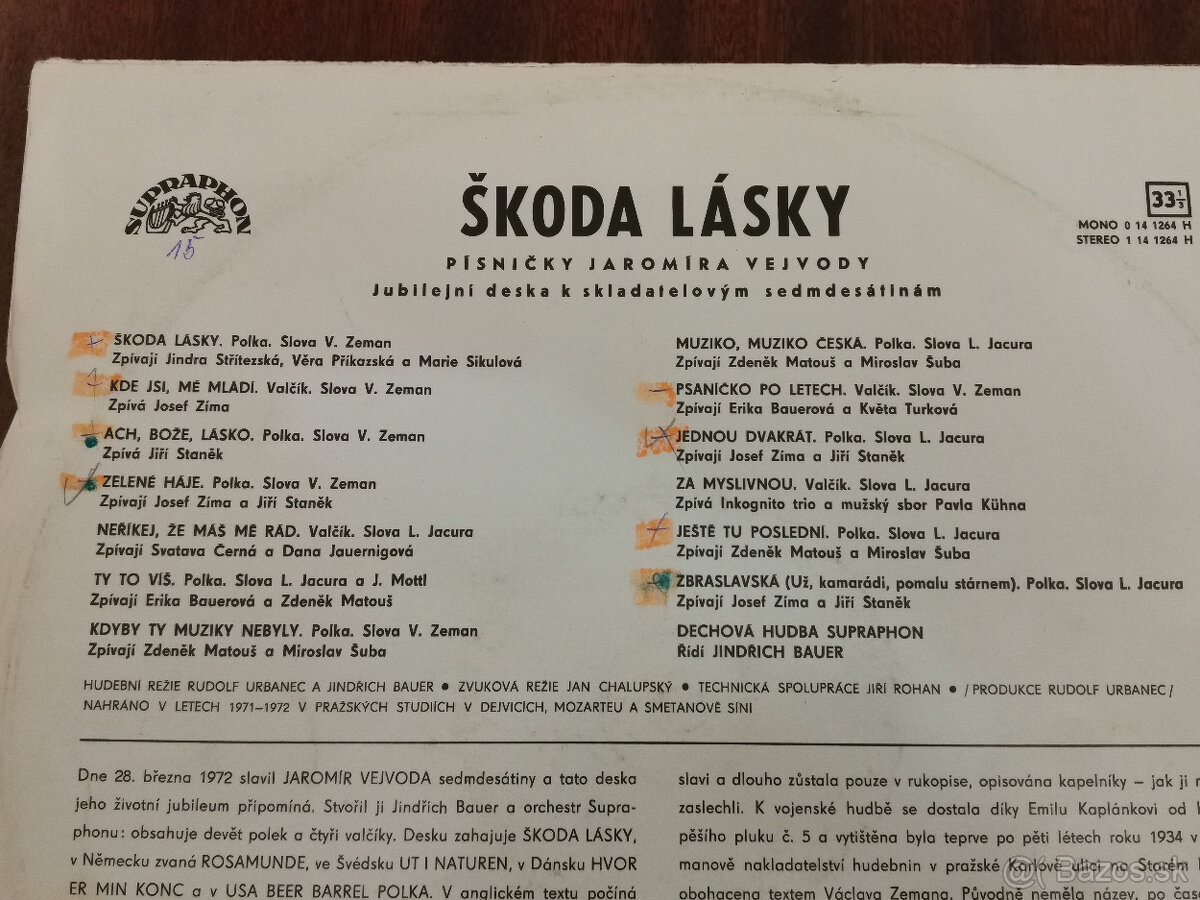 SUPRAPHON
15
ŠKODA LÁSKY
PÍSNIČKY JAROMÍRA VEJVODY
Jubilejní deska k skladatelovým sedmdesátinám
33 1/3
MONO 0 14 1264 H
STEREO 1 14 1264 H
ŠKODA LÁSKY. Polka. Slova V. Zeman
Zpívají Jindra Střítezská, Věra Příkazská a Marie Sikulová
KDE JSI, MÉ MLÁDÍ. Valčík. Slova V. Zeman
Zpívá Josef Zíma
ACH, BOŽE, LÁSKO. Polka. Slova V. Zeman
Zpívá Jiří Staněk
ZELENÉ HÁJE. Polka. Slova V. Zeman
Zpívají Josef Zíma a Jiří Staněk
NEŘÍKEJ, ŽE MÁŠ MĚ RÁD. Valčík. Slova L. Jacura
Zpívají Svatava Černá a Dana Jauernigová
TY TO VÍŠ. Polka. Slova L. Jacura a J. Mottl
Zpívají Erika Bauerová a Zdeněk Matouš
KDYBY TY MUZIKY NEBYLY. Polka. Slova V. Zeman
Zpívají Zdeněk Matouš a Miroslav Šuba
MUZIKO, MUZIKO ČESKÁ. Polka. Slova L. Jacura
Zpívají Zdeněk Matouš a Miroslav Šuba
PSANÍČKO PO LETECH. Valčík. Slova V. Zeman
Zpívají Erika Bauerová a Květa Turková
JEDNOU DVAKRÁT. Polka. Slova L. Jacura
Zpívají Josef Zíma a Jiří Staněk
ZA MYSLIVNOU. Valčík. Slova L. Jacura
Zpívá Inkognito trio a mužský sbor Pavla Kühna
JEŠTĚ TU POSLEDNÍ. Polka. Slova L. Jacura
Zpívají Zdeněk Matouš a Miroslav Šuba
ZBRASLAVSKÁ (Už, kamarádi, pomalu stárnem). Polka. Slova L. Jacura
Zpívají Josef Zíma a Jiří Staněk
DECHOVÁ HUDBA SUPRAPHON
Řídí JINDŘICH BAUER
HUDEBNÍ REŽIE RUDOLF URBANEC A JINDŘICH BAUER • ZVUKOVÁ REŽIE JAN CHALUPSKÝ • TECHNICKÁ SPOLUPRÁCE JIŘÍ ROHAN • /PRODUKCE RUDOLF URBANEC/
NAHRÁNO V LETECH 1971–1972 V PRAŽSKÝCH STUDIÍCH V DEJVICÍCH, MOZARTEU A SMETANOVĚ SÍNI
Dne 28. března 1972 slavil JAROMÍR VEJVODA sedmdesátiny a tato deska
jeho životní jubileum připomíná. Stvořil ji Jindřich Bauer a orchestr Supra-
phonu: obsahuje devět polek a čtyři valčíky. Desku zahajuje ŠKODA LÁSKY,
v Německu zvaná ROSAMUNDE, ve Švédsku UT I NATUREN, v Dánsku HVOR
ER MIN KONC a v USA BEER BARREL POLKA. V anglickém textu počíná
slavi a dlouho zůstala pouze v rukopise, opisována kapelníky – jak ji
zaslechli. K vojenské hudbě se dostala díky Emilu Kaplánkovi od
pěšího pluku č. 5 a vytištěna byla teprve po pěti létech roku 1934 v
manově nakladatelství hudebnin v pražské Karlově ulici na Starém
obohacena textem Václava Zemana. Původně neměla název, po
@( Bazos.sk